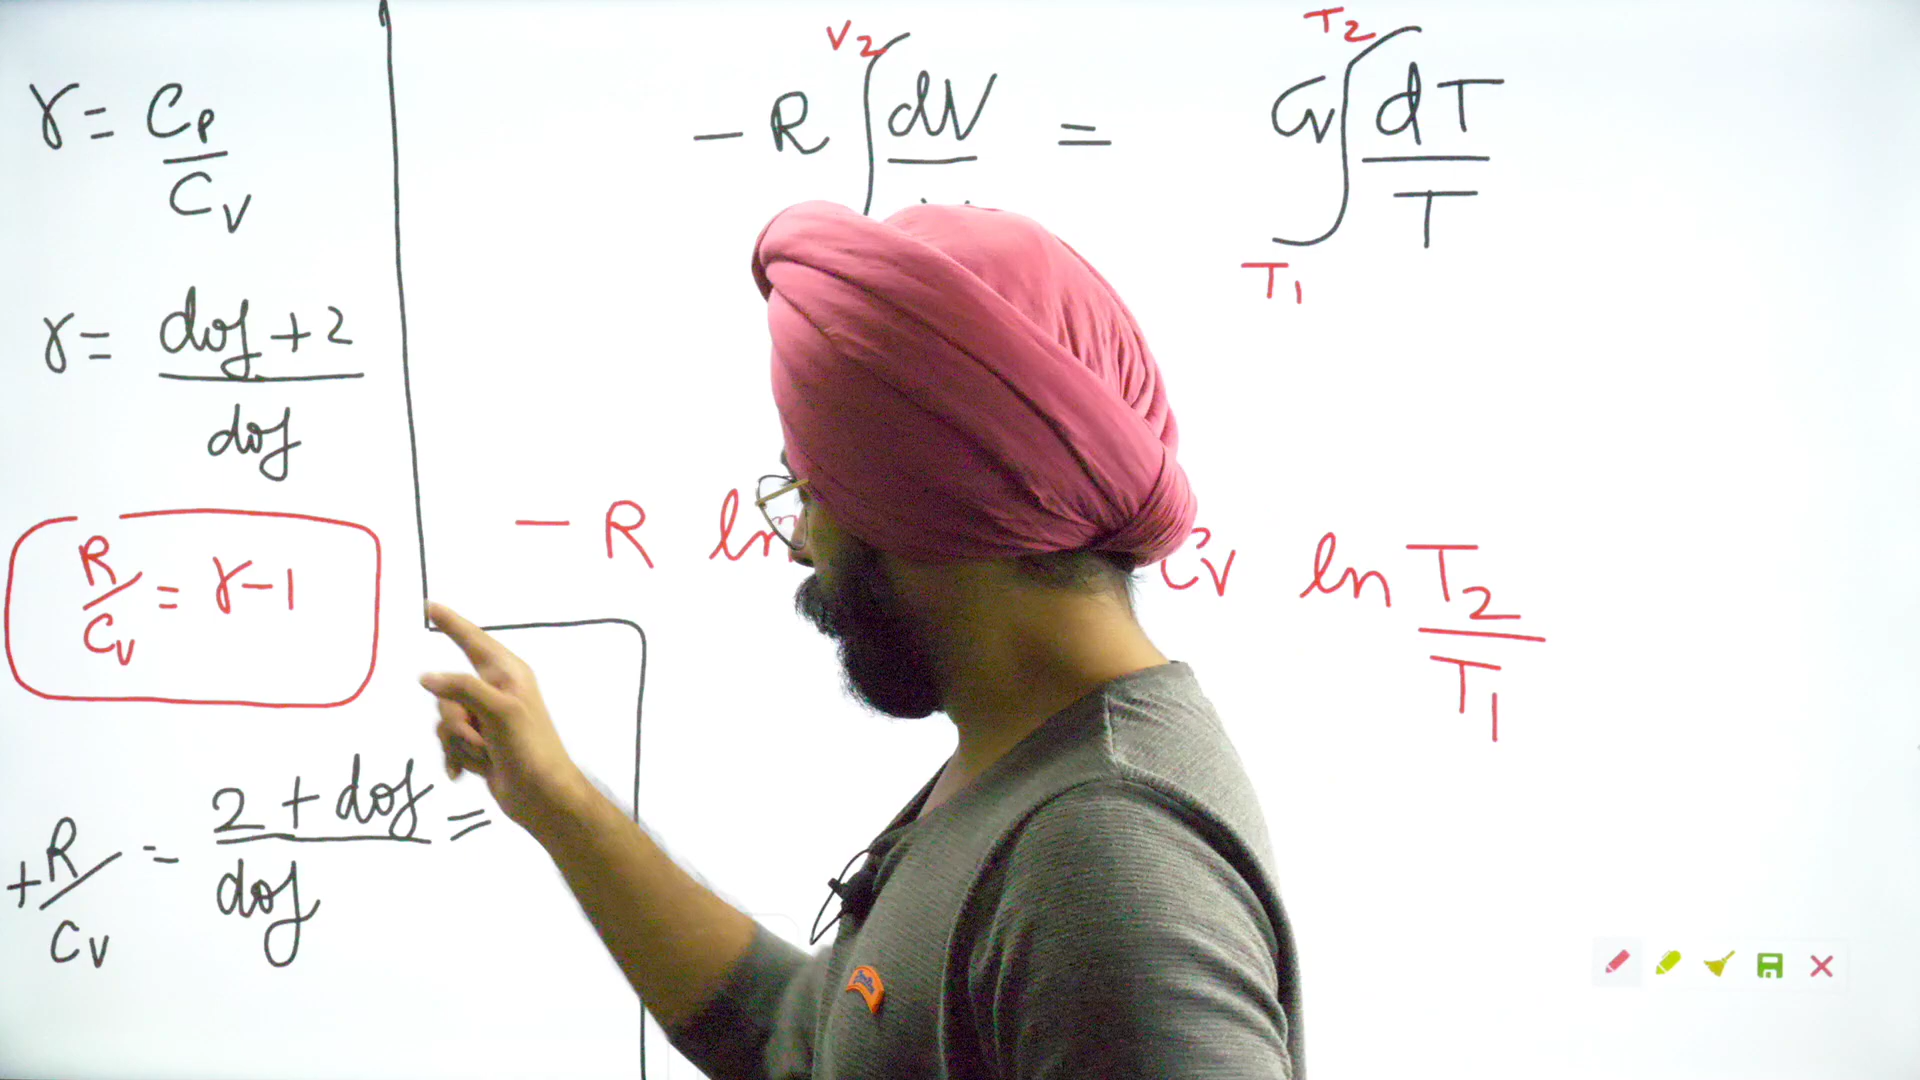 γ = Cp / Cv
γ = dof + 2 / dof
R / Cv = γ - 1
+ R / Cv = 2 + dof / dof =
V2 T2
- R ∫ dV = Cv ∫ dT / T
T1
- R ln Cv ln T2 / T1